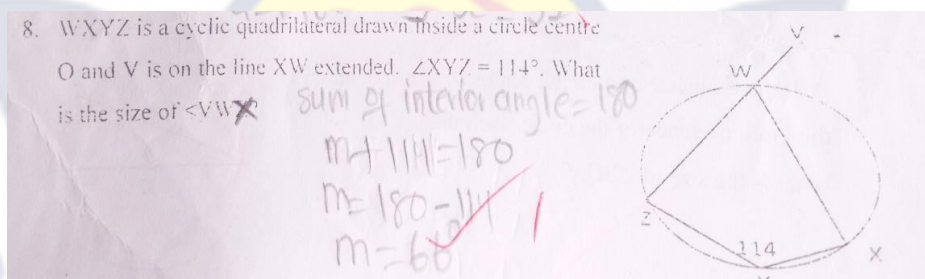 8. WXYZ is a cyclic quadrilateral drawn inside a circle centre
O and V is on the line XW extended. ∠XYZ = 114°. What
is the size of <VWX
sum of interior angle = 180
m+114=180
m= 180-114
m=66°
1
V
W
Z
114
X